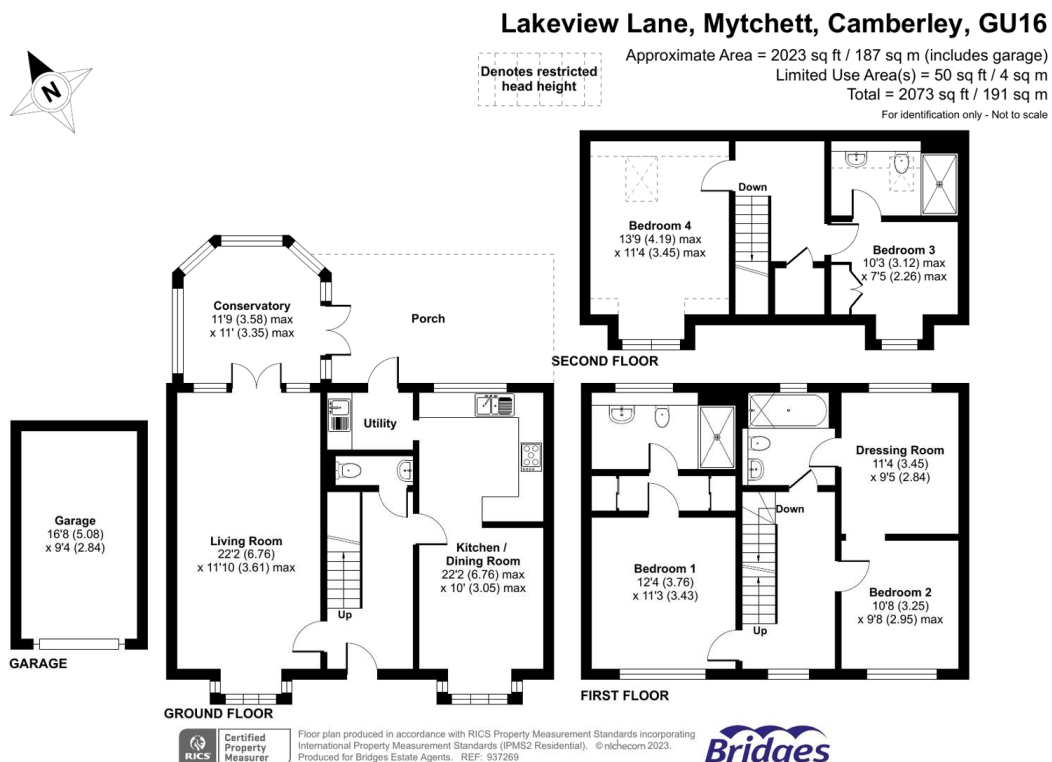 Lakeview Lane, Mytchett, Camberley, GU16
Approximate Area = 2023 sq ft / 187 sq m (includes garage)
Limited Use Area(s) = 50 sq ft / 4 sq m
Total = 2073 sq ft / 191 sq m
For identification only - Not to scale
Denotes restricted
head height
N
Bedroom 4
13'9 (4.19) max
x 11'4 (3.45) max
Down
Bedroom 3
10'3 (3.12) max
x 7'5 (2.26) max
SECOND FLOOR
Conservatory
11'9 (3.58) max
x 11' (3.35) max
Porch
Utility
Garage
16'8 (5.08)
x 9'4 (2.84)
GARAGE
Living Room
22'2 (6.76)
x 11'10 (3.61) max
Up
Kitchen /
Dining Room
22'2 (6.76) max
x 10' (3.05) max
GROUND FLOOR
Dressing Room
11'4 (3.45)
x 9'5 (2.84)
Down
Bedroom 1
12'4 (3.76)
x 11'3 (3.43)
Up
Bedroom 2
10'8 (3.25)
x 9'8 (2.95) max
FIRST FLOOR
RICS
Certified
Property
Measurer
Floor plan produced in accordance with RICS Property Measurement Standards incorporating
International Property Measurement Standards (IPMS2 Residential). © ntchecom 2023.
Produced for Bridges Estate Agents. REF: 937269
Bridges